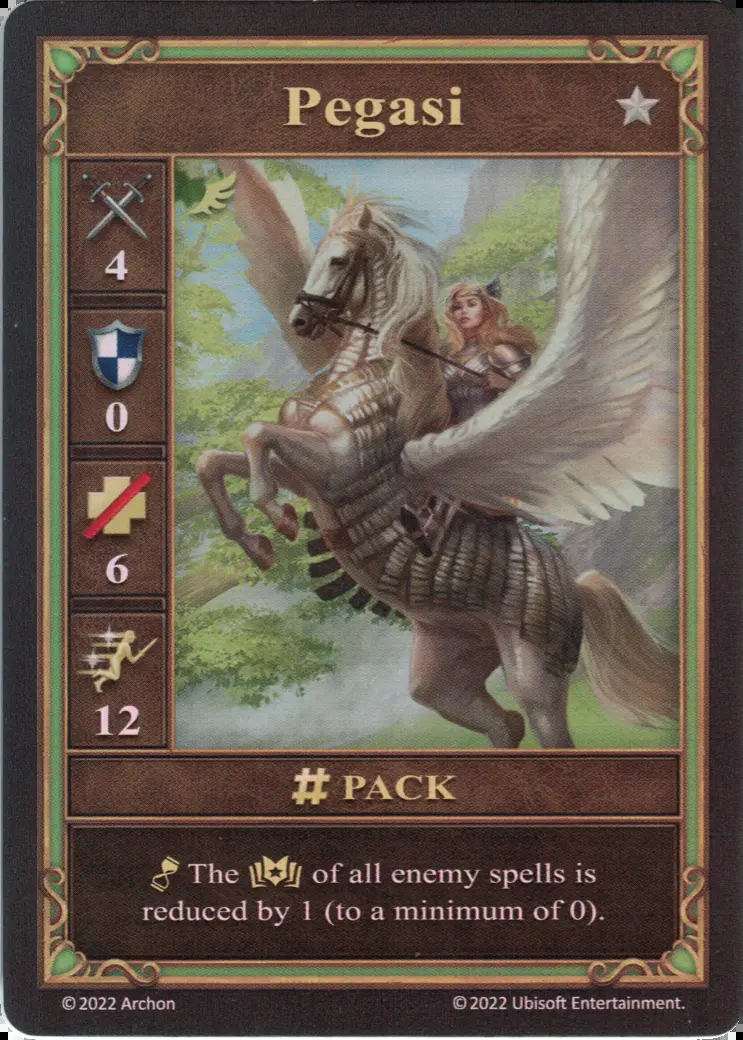 Pegasi
4
0
6
12
# PACK
The of all enemy spells is
reduced by 1 (to a minimum of 0).
© 2022 Archon
© 2022 Ubisoft Entertainment.